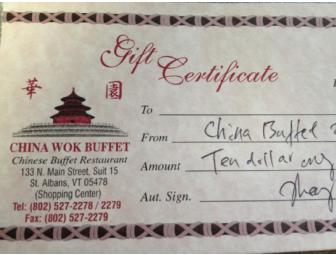 Gift Certificate
華 園
CHINA WOK BUFFET
Chinese Buffet Restaurant
133 N. Main Street, Suit 15
St. Albans, VT 05478
(Shopping Center)
Tel: (802) 527-2278 / 2279
Fax: (802) 527-2279
To
From China Buffet
Amount Ten dollar only
Aut. Sign.